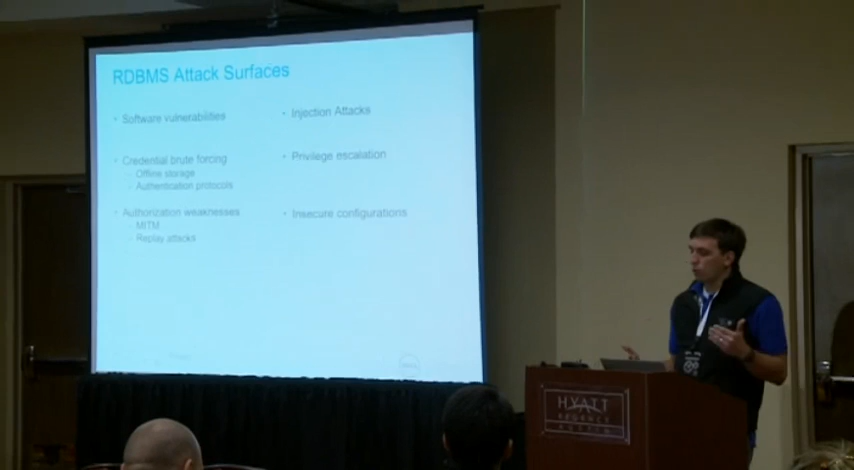 RDBMS Attack Surfaces
• Software vulnerabilities
• Credential brute forcing
– Offline storage
– Authentication protocols
• Authorization weaknesses
– MITM
– Replay attacks
• Injection Attacks
• Privilege escalation
• Insecure configurations
HYATT
REGENCY
AUSTIN